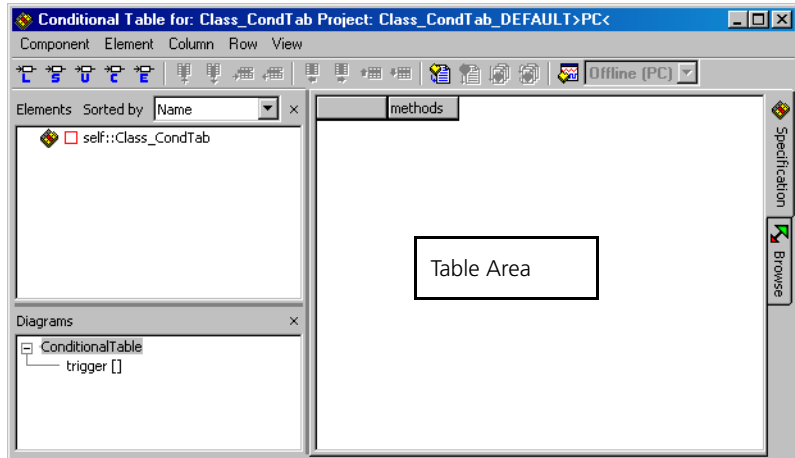 Conditional Table for: Class_CondTab Project: Class_CondTab_DEFAULT>PC<
Component Element Column Row View
L S U C E Offline (PC)
Elements Sorted by Name
self::Class_CondTab
methods
Table Area
Specification
Browse
Diagrams
ConditionalTable
trigger []